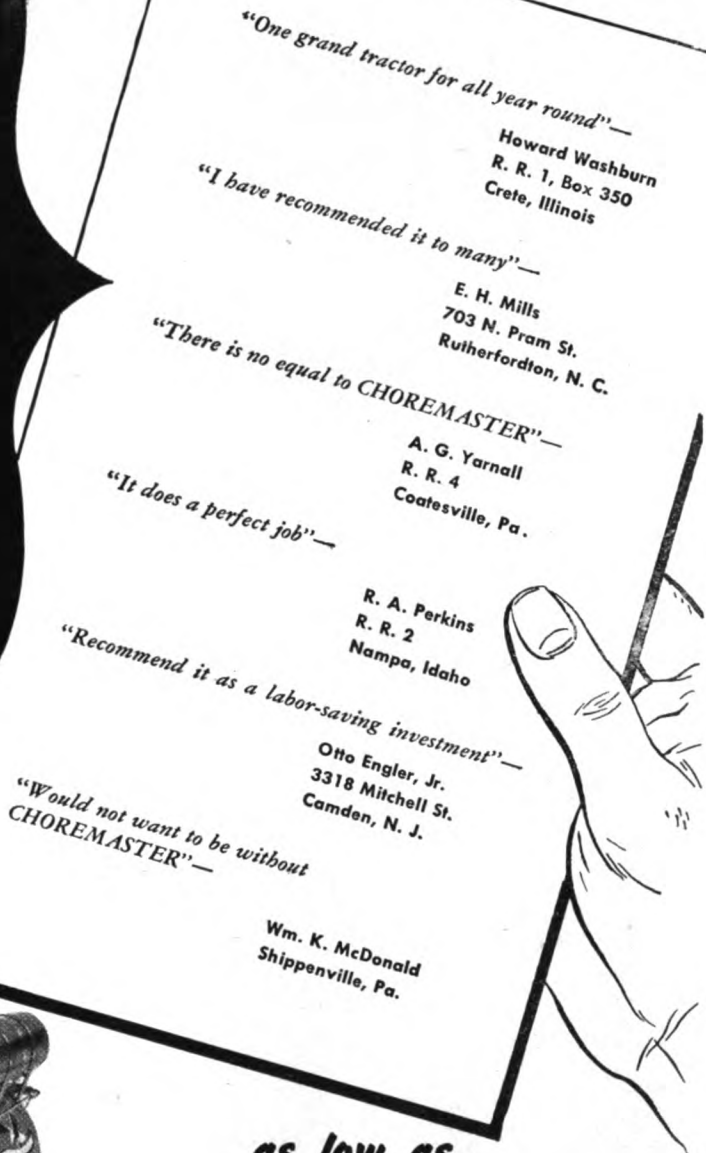 “One grand tractor for all year round”—
Howard Washburn
R. R. 1, Box 350
Crete, Illinois
“I have recommended it to many”—
E. H. Mills
703 N. Pram St.
Rutherfordton, N. C.
“There is no equal to CHOREMASTER”—
A. G. Yarnall
R. R. 4
Coatesville, Pa.
“It does a perfect job”—
R. A. Perkins
R. R. 2
Nampa, Idaho
“Recommend it as a labor-saving investment”—
Otto Engler, Jr.
3318 Mitchell St.
Camden, N. J.
“Would not want to be without
CHOREMASTER”—
Wm. K. McDonald
Shippenville, Pa.
as low as